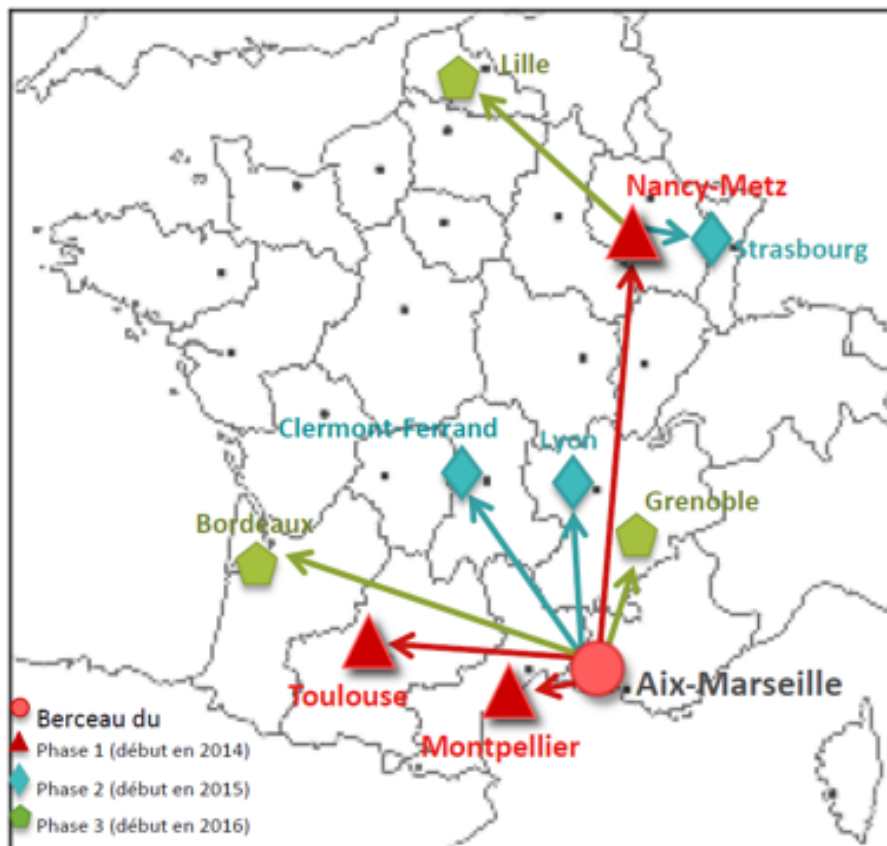 Lille
Nancy-Metz
Strasbourg
Clermont-Ferrand
Lyon
Grenoble
Bordeaux
Toulouse
Aix-Marseille
Montpellier
Berceau du
Phase 1 (début en 2014)
Phase 2 (début en 2015)
Phase 3 (début en 2016)